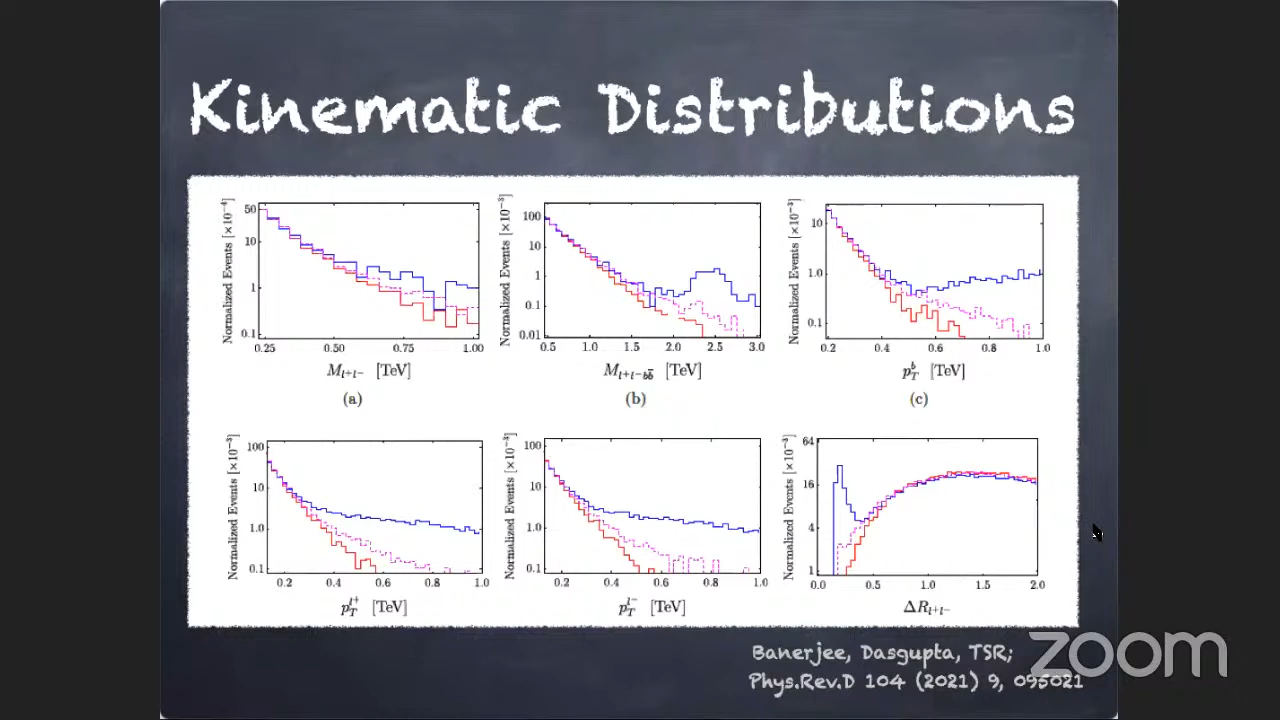 Kinematic Distributions
Normalized Events [×10⁻⁴]
50
10
1
0.1
0.25 0.50 0.75 1.00
M_{l⁺l⁻} [TeV]
(a)
Normalized Events [×10⁻³]
100
10
1
0.1
0.01
0.5 1.0 1.5 2.0 2.5 3.0
M_{l⁺l⁻bb̄} [TeV]
(b)
Normalized Events [×10⁻³]
10
1.0
0.1
0.2 0.4 0.6 0.8 1.0
p_T^b [TeV]
(c)
Normalized Events [×10⁻³]
100
10
1.0
0.1
0.2 0.4 0.6 0.8 1.0
p_T^{l⁺} [TeV]
Normalized Events [×10⁻³]
100
10
1.0
0.1
0.2 0.4 0.6 0.8 1.0
p_T^{l⁻} [TeV]
Normalized Events [×10⁻³]
64
16
4
1
0.0 0.5 1.0 1.5 2.0
ΔR_{l⁺l⁻}
Banerjee, Dasgupta, TSR;
Phys.Rev.D 104 (2021) 9, 095021
zoom